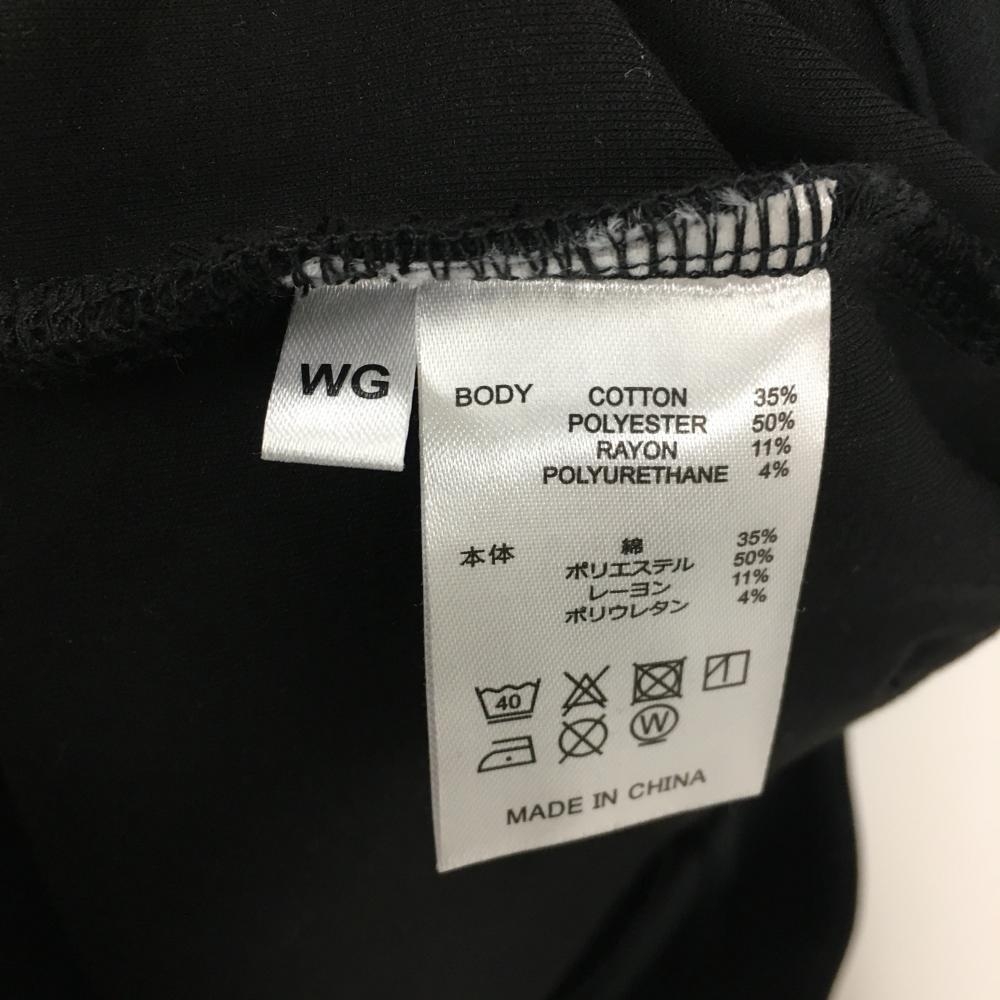 WG
BODY COTTON 35%
POLYESTER 50%
RAYON 11%
POLYURETHANE 4%
本体 綿 35%
ポリエステル 50%
レーヨン 11%
ポリウレタン 4%
40
W
MADE IN CHINA